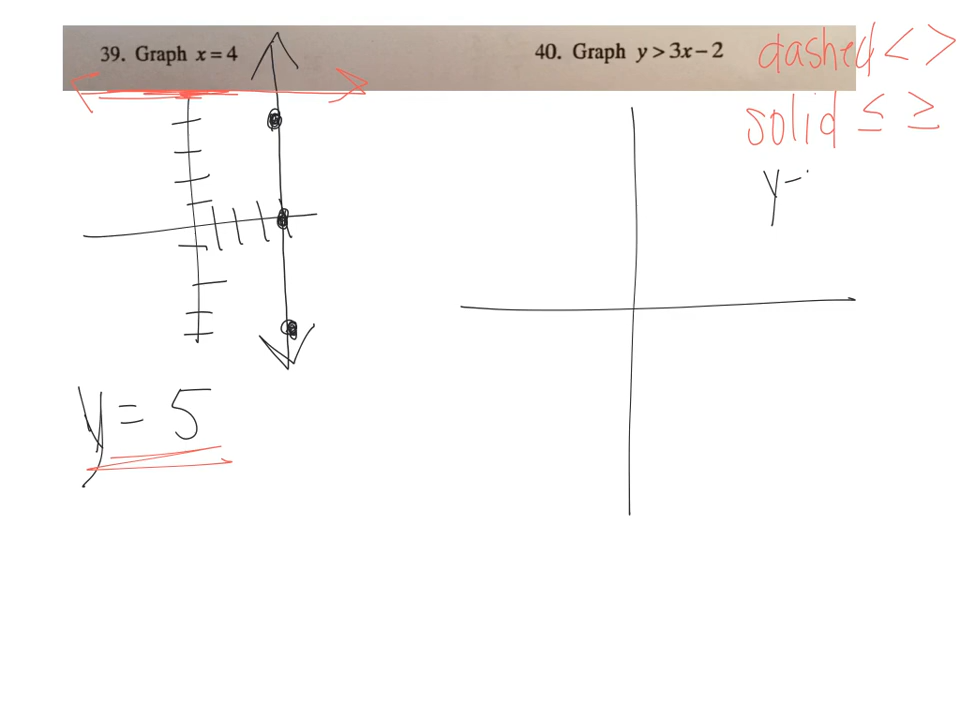 39. Graph x = 4
40. Graph y > 3x − 2
dashed < >
solid ≤ ≥
y-
y = 5